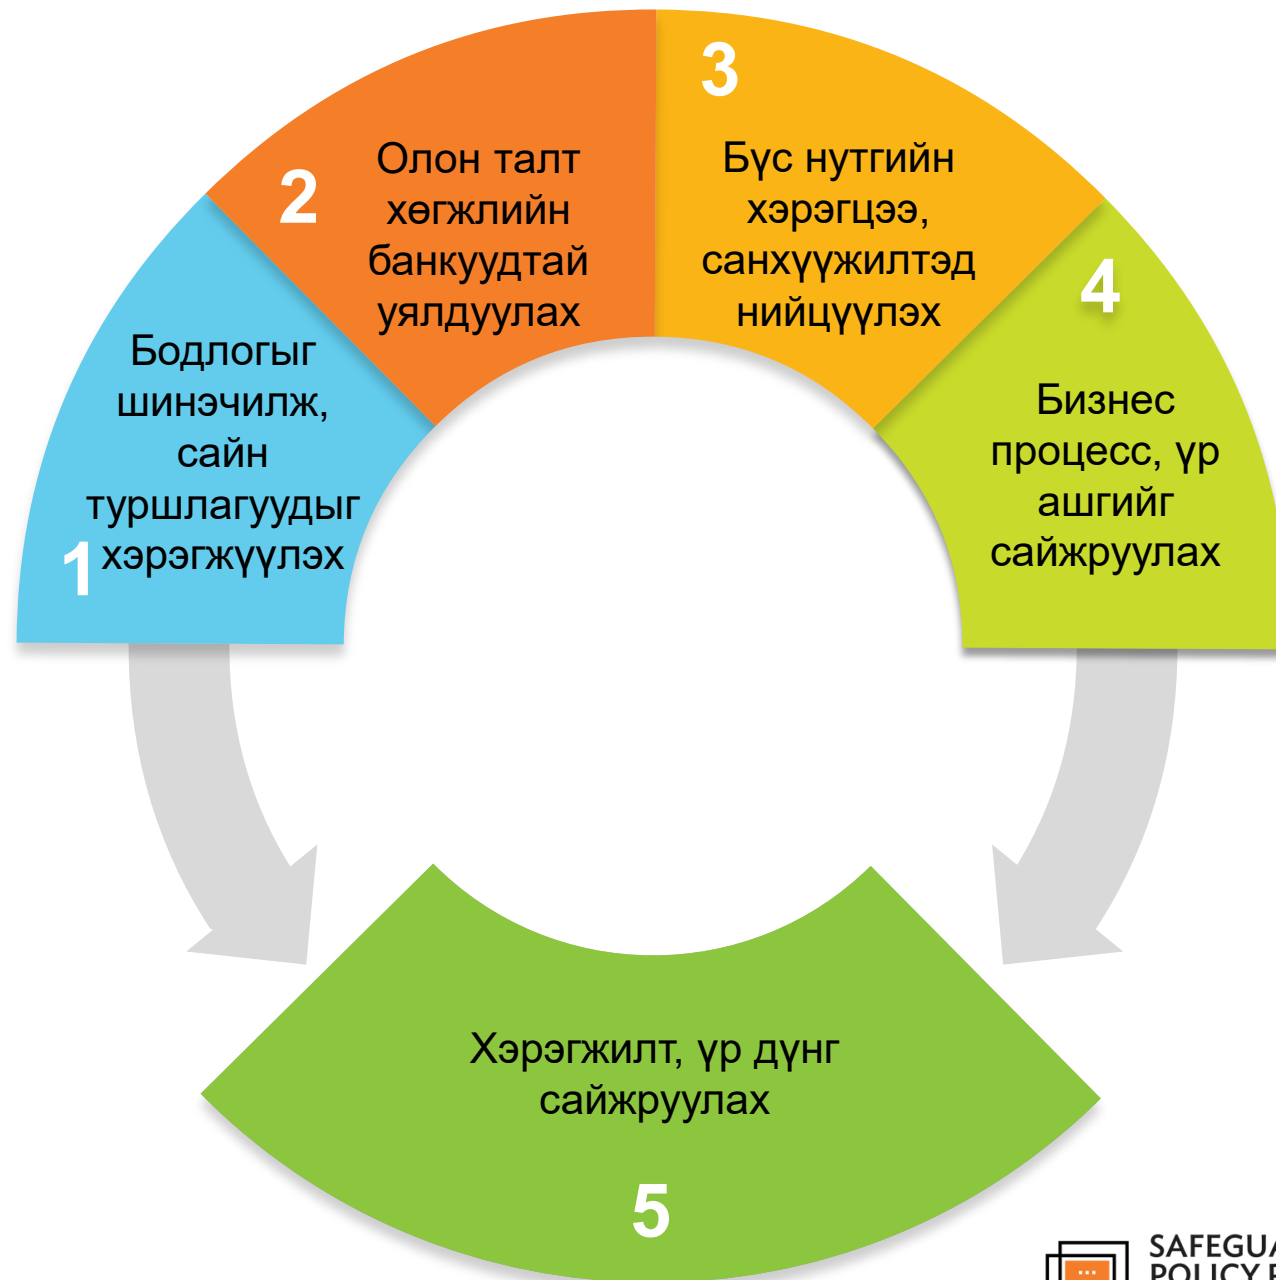 1
Бодлогыг
шинэчилж,
сайн
туршлагуудыг
хэрэгжүүлэх
2
Олон талт
хөгжлийн
банкуудтай
уялдуулах
3
Бүс нутгийн
хэрэгцээ,
санхүүжилтэд
нийцүүлэх
4
Бизнес
процесс, үр
ашгийг
сайжруулах
Хэрэгжилт, үр дүнг
сайжруулах
5